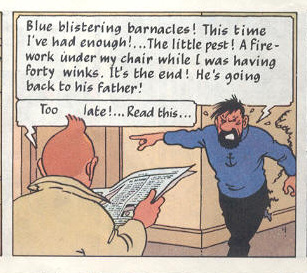 Blue blistering barnacles! This time
I've had enough!...The little pest! A fire-
work under my chair while I was having
forty winks. It's the end! He's going
back to his father!
Too late!...Read this...